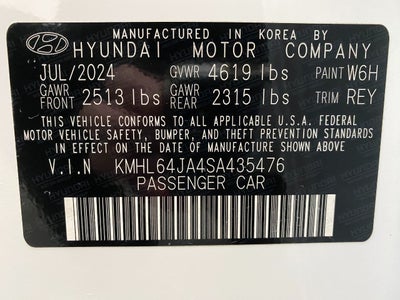 MANUFACTURED IN KOREA BY
HYUNDAI MOTOR COMPANY
JUL/2024 GVWR 4619 lbs PAINT W6H
GAWR FRONT 2513 lbs GAWR REAR 2315 lbs TRIM REY
THIS VEHICLE CONFORMS TO ALL APPLICABLE U.S.A. FEDERAL
MOTOR VEHICLE SAFETY, BUMPER, AND THEFT PREVENTION STANDARDS
IN EFFECT ON THE DATE OF MANUFACTURE SHOWN ABOVE
V.I.N KMHL64JA4SA435476
PASSENGER CAR